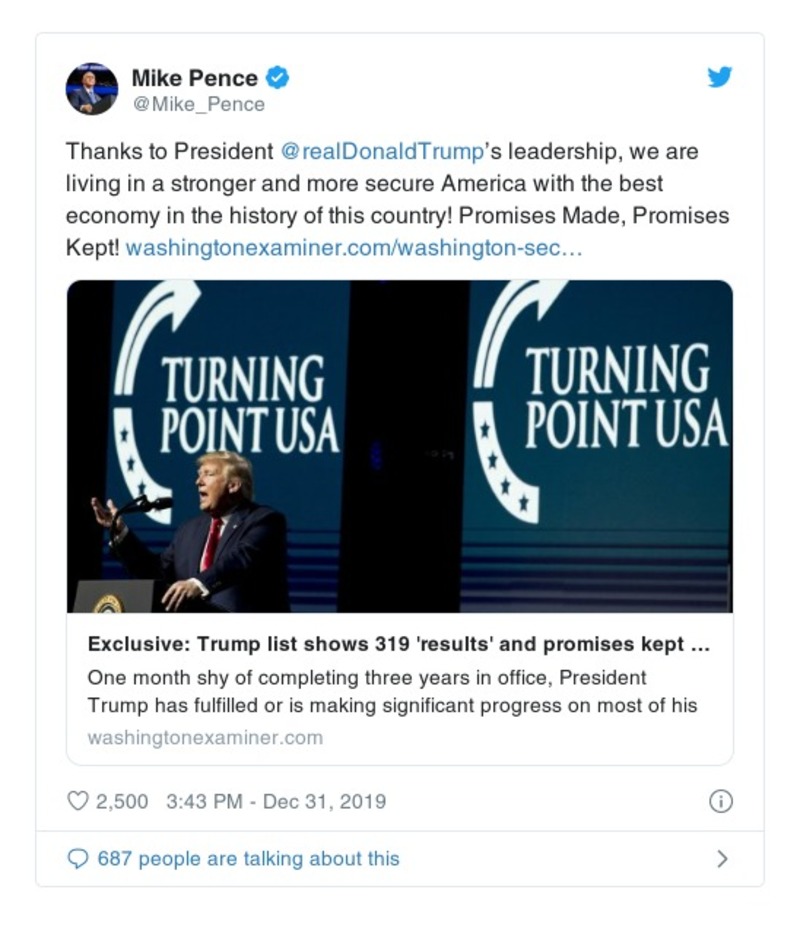 Mike Pence
@Mike_Pence
Thanks to President @realDonaldTrump's leadership, we are
living in a stronger and more secure America with the best
economy in the history of this country! Promises Made, Promises
Kept! washingtonexaminer.com/washington-sec…
TURNING
POINT USA
TURNING
POINT USA
Exclusive: Trump list shows 319 'results' and promises kept ...
One month shy of completing three years in office, President
Trump has fulfilled or is making significant progress on most of his
washingtonexaminer.com
2,500 3:43 PM - Dec 31, 2019
687 people are talking about this